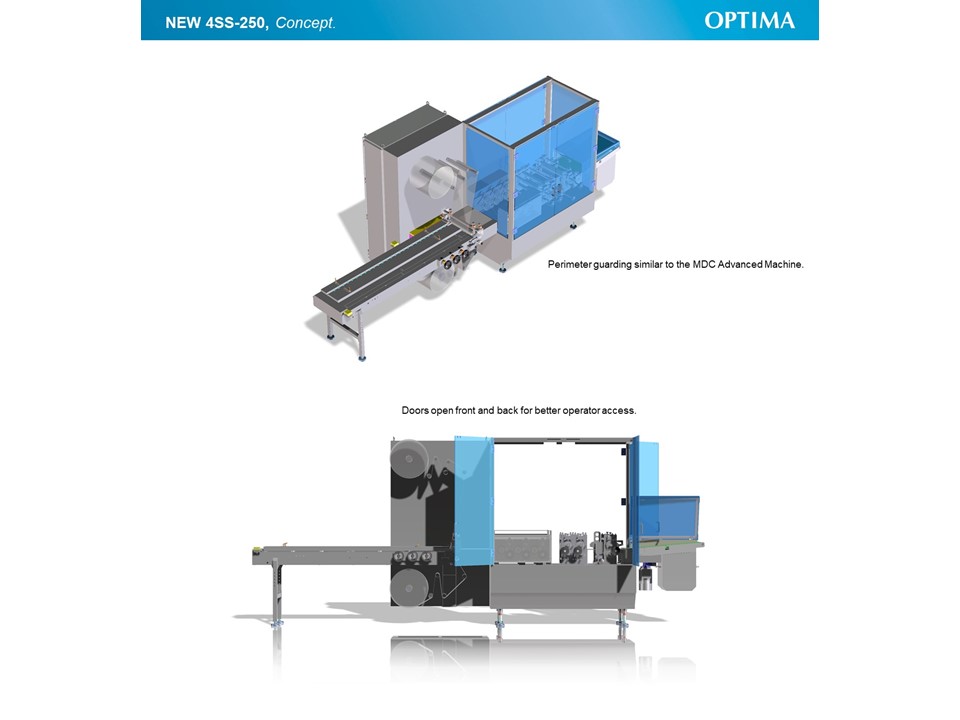 NEW 4SS-250, Concept.
OPTIMA
Perimeter guarding similar to the MDC Advanced Machine.
Doors open front and back for better operator access.